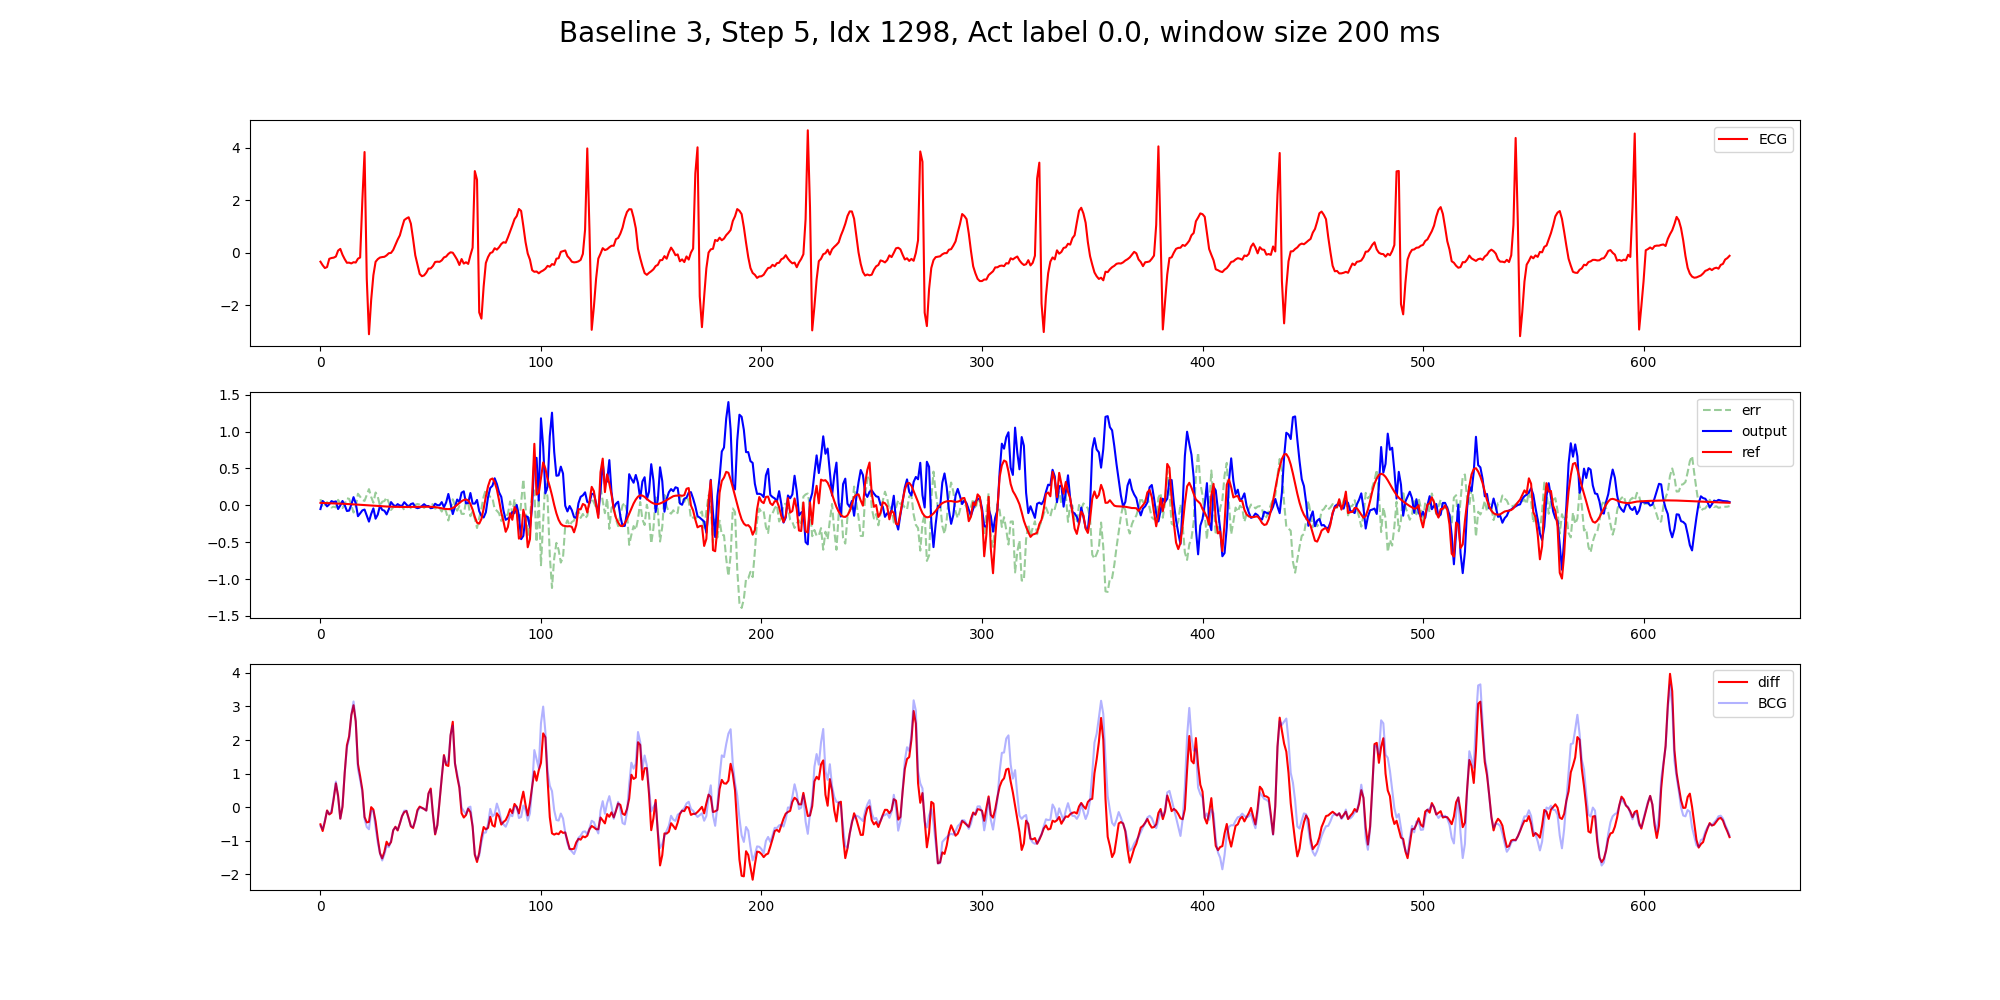 Baseline 3, Step 5, Idx 1298, Act label 0.0, window size 200 ms
4
2
0
−2
ECG
0 100 200 300 400 500 600
1.5
1.0
0.5
0.0
−0.5
−1.0
−1.5
err
output
ref
0 100 200 300 400 500 600
4
3
2
1
0
−1
−2
diff
BCG
0 100 200 300 400 500 600